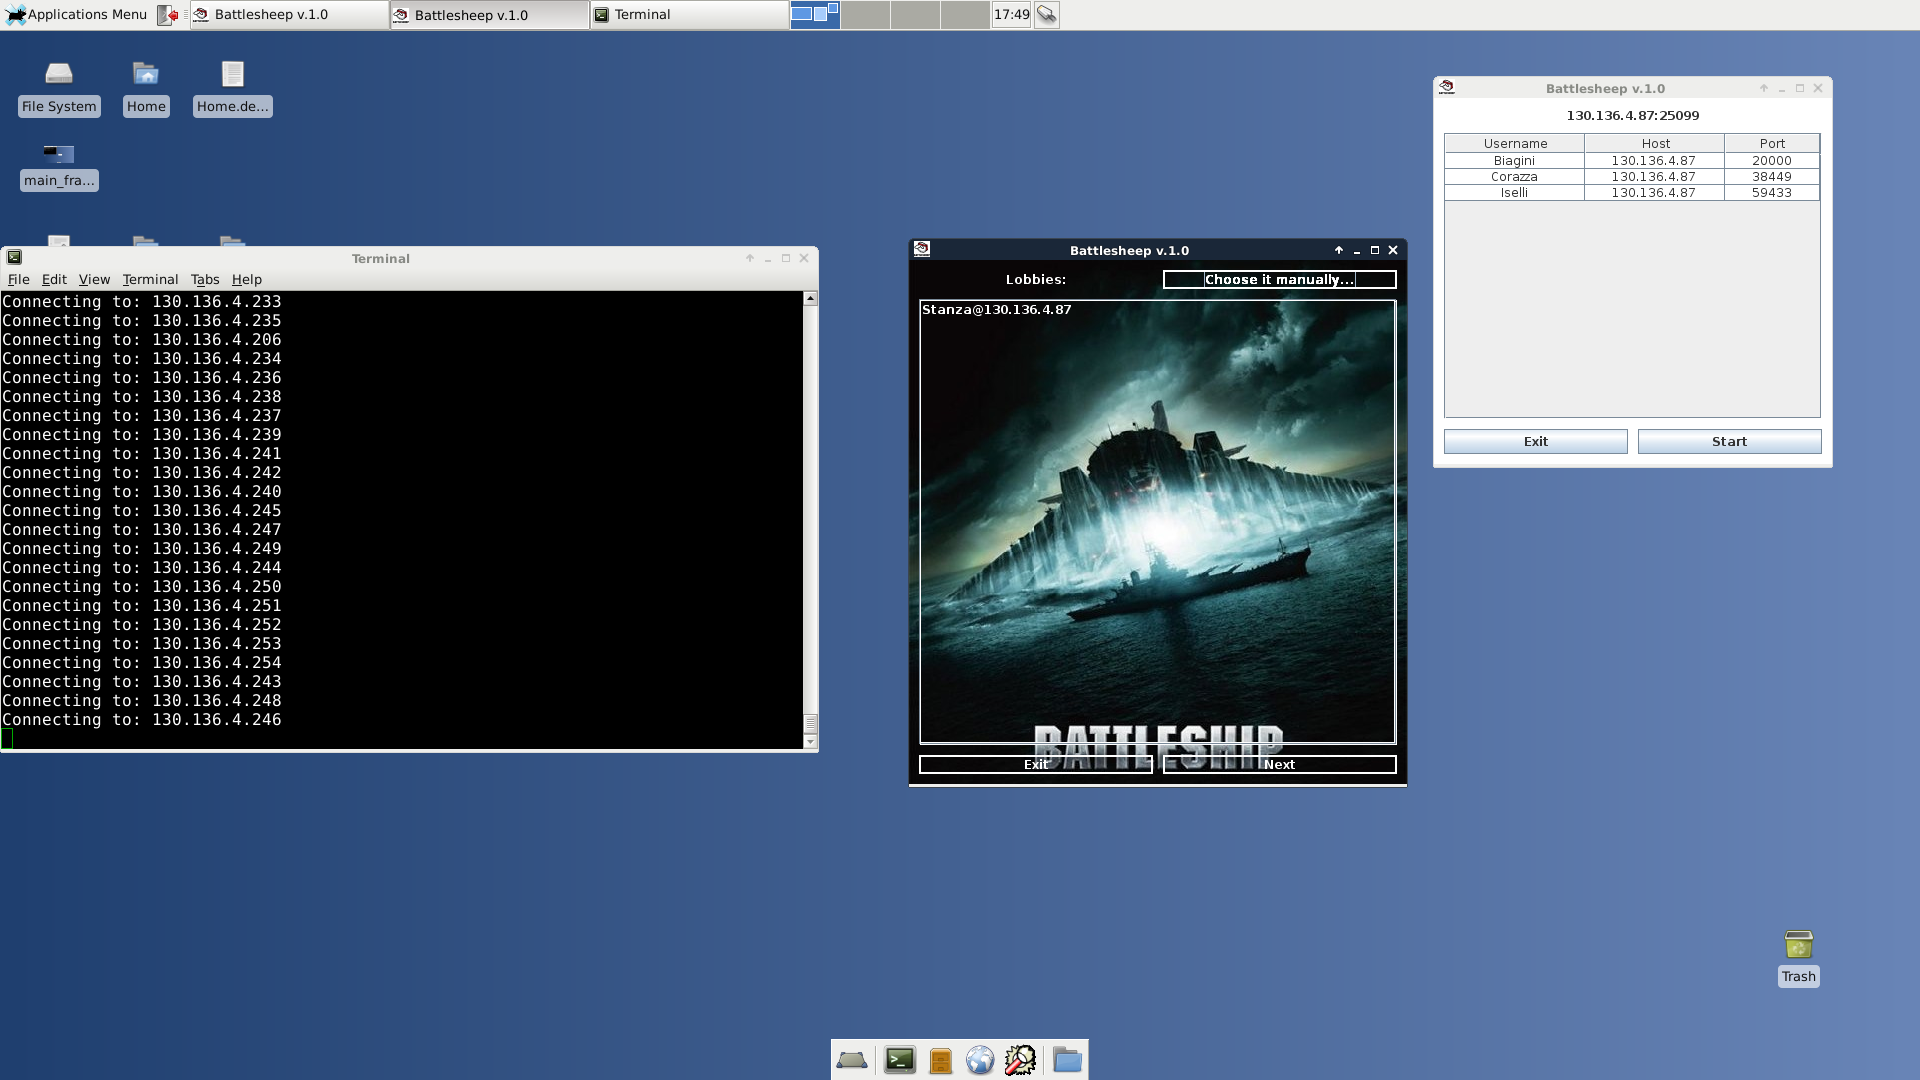 Applications Menu
Battlesheep v.1.0
Battlesheep v.1.0
Terminal
17:49
File System
Home
Home.de...
main_fra...
Terminal
File Edit View Terminal Tabs Help
Connecting to: 130.136.4.233
Connecting to: 130.136.4.235
Connecting to: 130.136.4.206
Connecting to: 130.136.4.234
Connecting to: 130.136.4.236
Connecting to: 130.136.4.238
Connecting to: 130.136.4.237
Connecting to: 130.136.4.239
Connecting to: 130.136.4.241
Connecting to: 130.136.4.242
Connecting to: 130.136.4.240
Connecting to: 130.136.4.245
Connecting to: 130.136.4.247
Connecting to: 130.136.4.249
Connecting to: 130.136.4.244
Connecting to: 130.136.4.250
Connecting to: 130.136.4.251
Connecting to: 130.136.4.252
Connecting to: 130.136.4.253
Connecting to: 130.136.4.254
Connecting to: 130.136.4.243
Connecting to: 130.136.4.248
Connecting to: 130.136.4.246
Battlesheep v.1.0
Lobbies: Choose it manually...
Stanza@130.136.4.87
BATTLESHIP
Exit Next
Battlesheep v.1.0
130.136.4.87:25099
Username Host Port
Biagini 130.136.4.87 20000
Corazza 130.136.4.87 38449
Iselli 130.136.4.87 59433
Exit Start
Trash